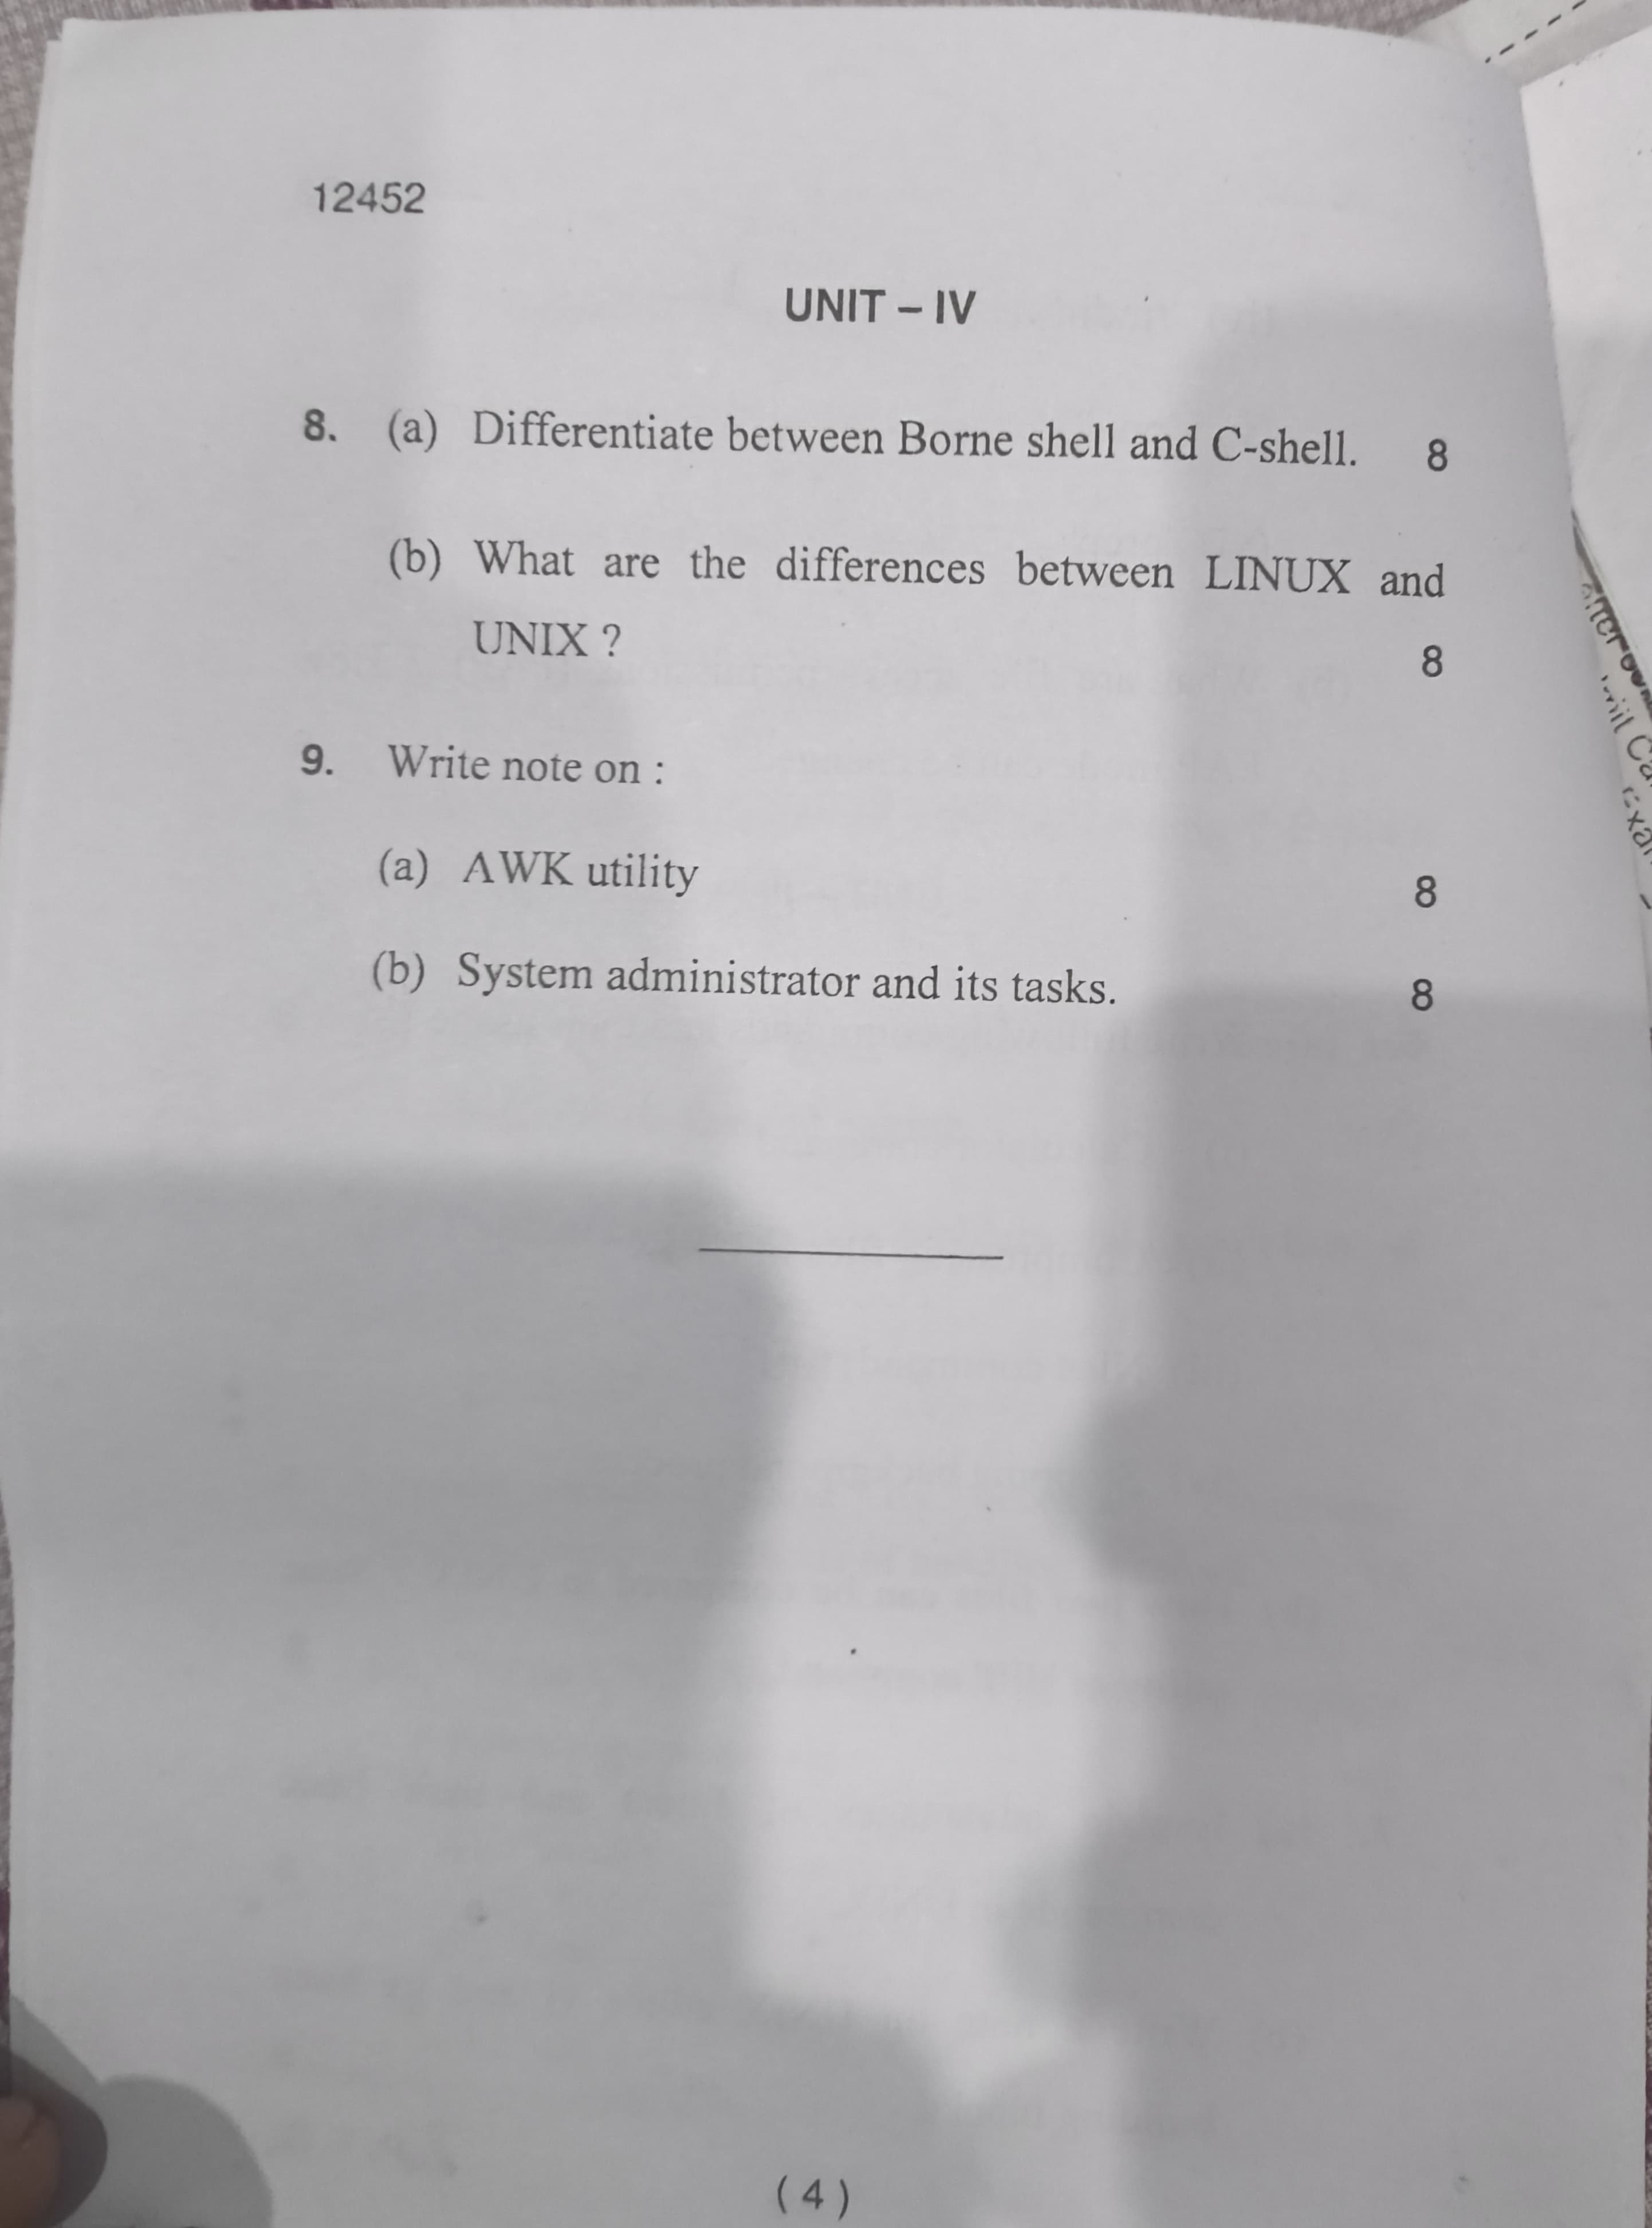 12452
UNIT – IV
8. (a) Differentiate between Borne shell and C-shell. 8
(b) What are the differences between LINUX and
UNIX ? 8
9. Write note on :
(a) AWK utility 8
(b) System administrator and its tasks. 8
( 4 )